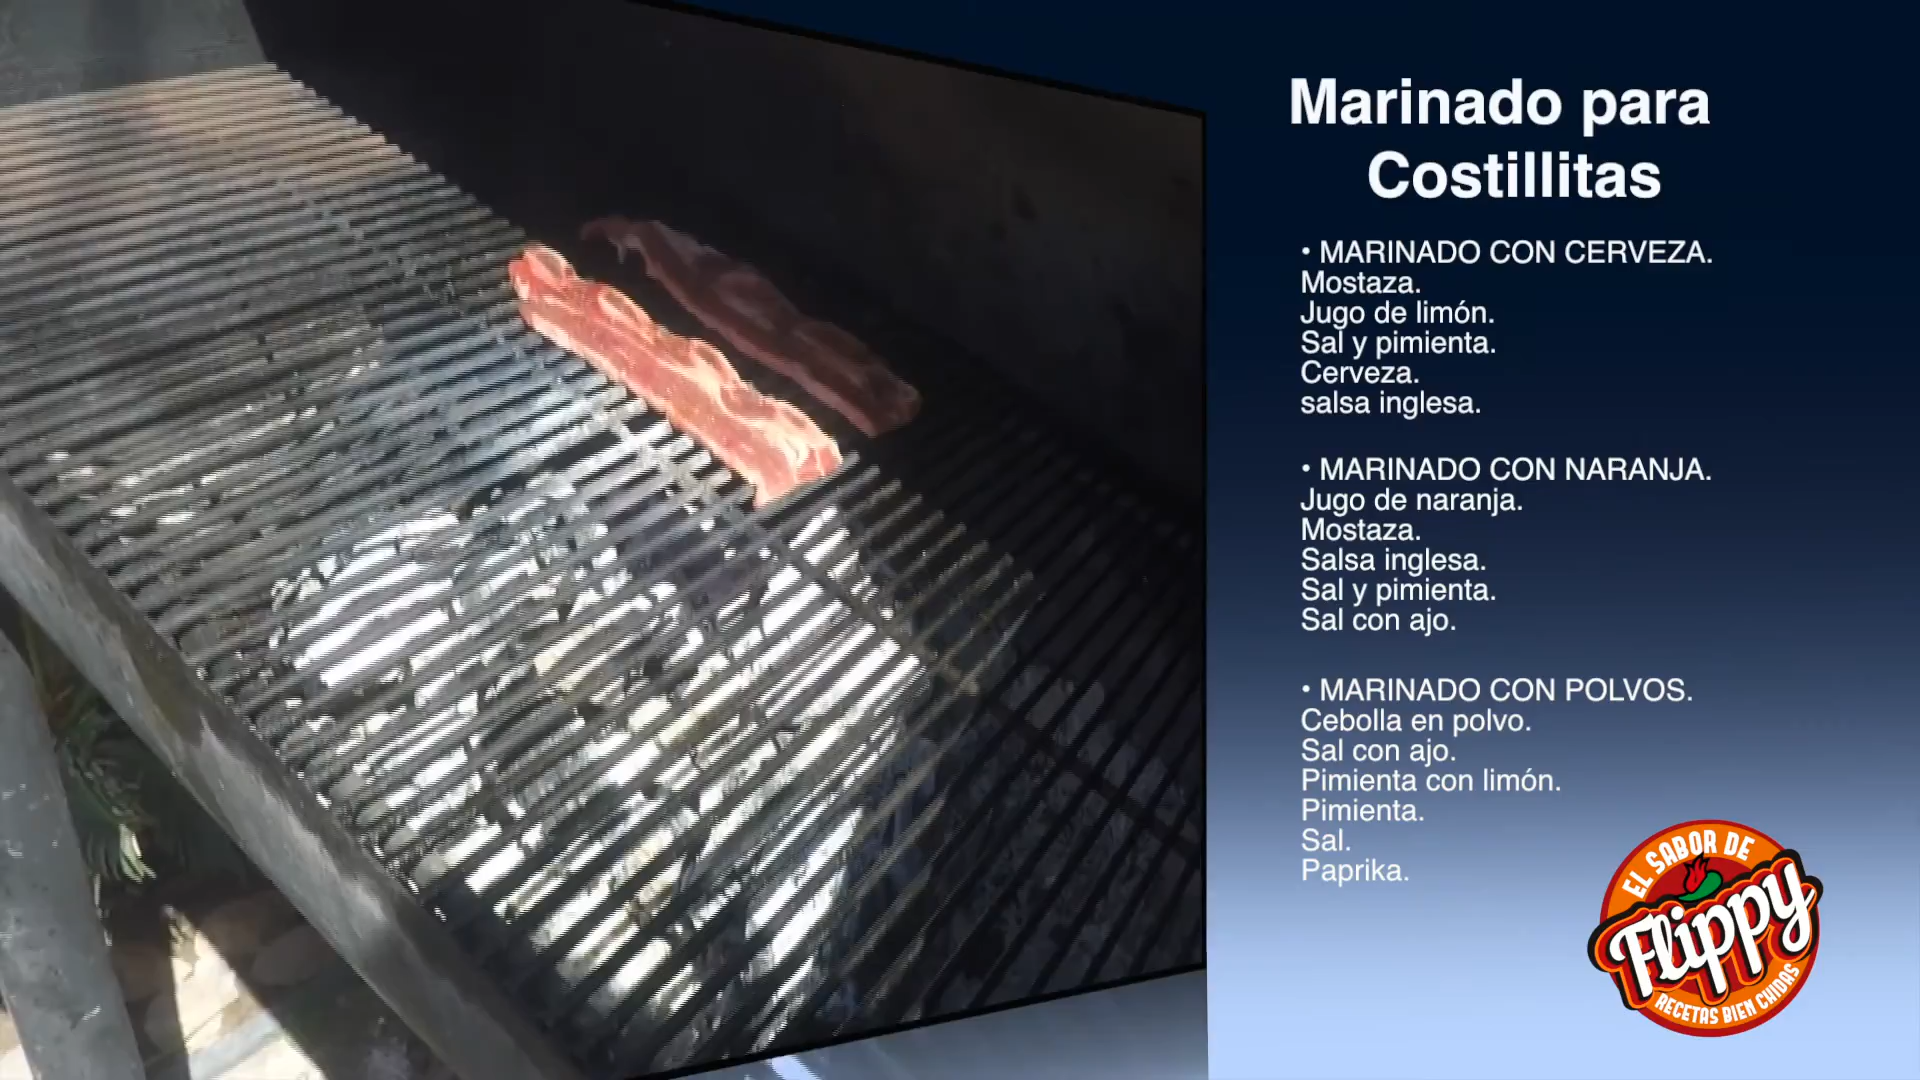 Marinado para
Costillitas
• MARINADO CON CERVEZA.
Mostaza.
Jugo de limón.
Sal y pimienta.
Cerveza.
salsa inglesa.
• MARINADO CON NARANJA.
Jugo de naranja.
Mostaza.
Salsa inglesa.
Sal y pimienta.
Sal con ajo.
• MARINADO CON POLVOS.
Cebolla en polvo.
Sal con ajo.
Pimienta con limón.
Pimienta.
Sal.
Paprika.
EL SABOR DE
Flippy
RECETAS BIEN CHIDAS